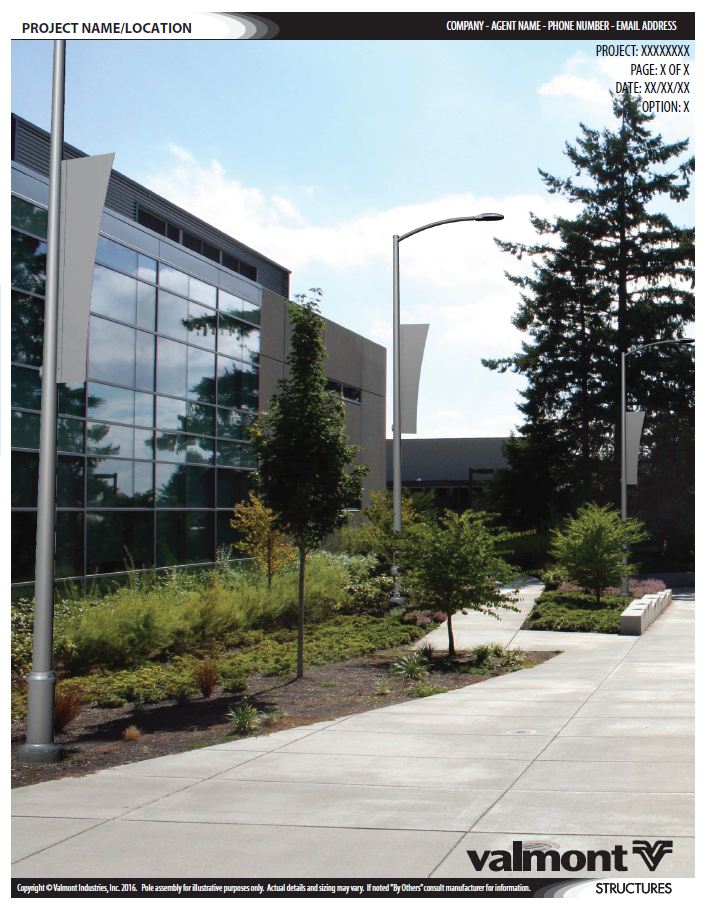 PROJECT NAME/LOCATION
COMPANY - AGENT NAME - PHONE NUMBER - EMAIL ADDRESS
PROJECT: XXXXXXXX
PAGE: X OF X
DATE: XX/XX/XX
OPTION: X
valmont
Copyright © Valmont Industries, Inc. 2016. Pole assembly for illustrative purposes only. Actual details and sizing may vary. If noted "By Others" consult manufacturer for information.
STRUCTURES